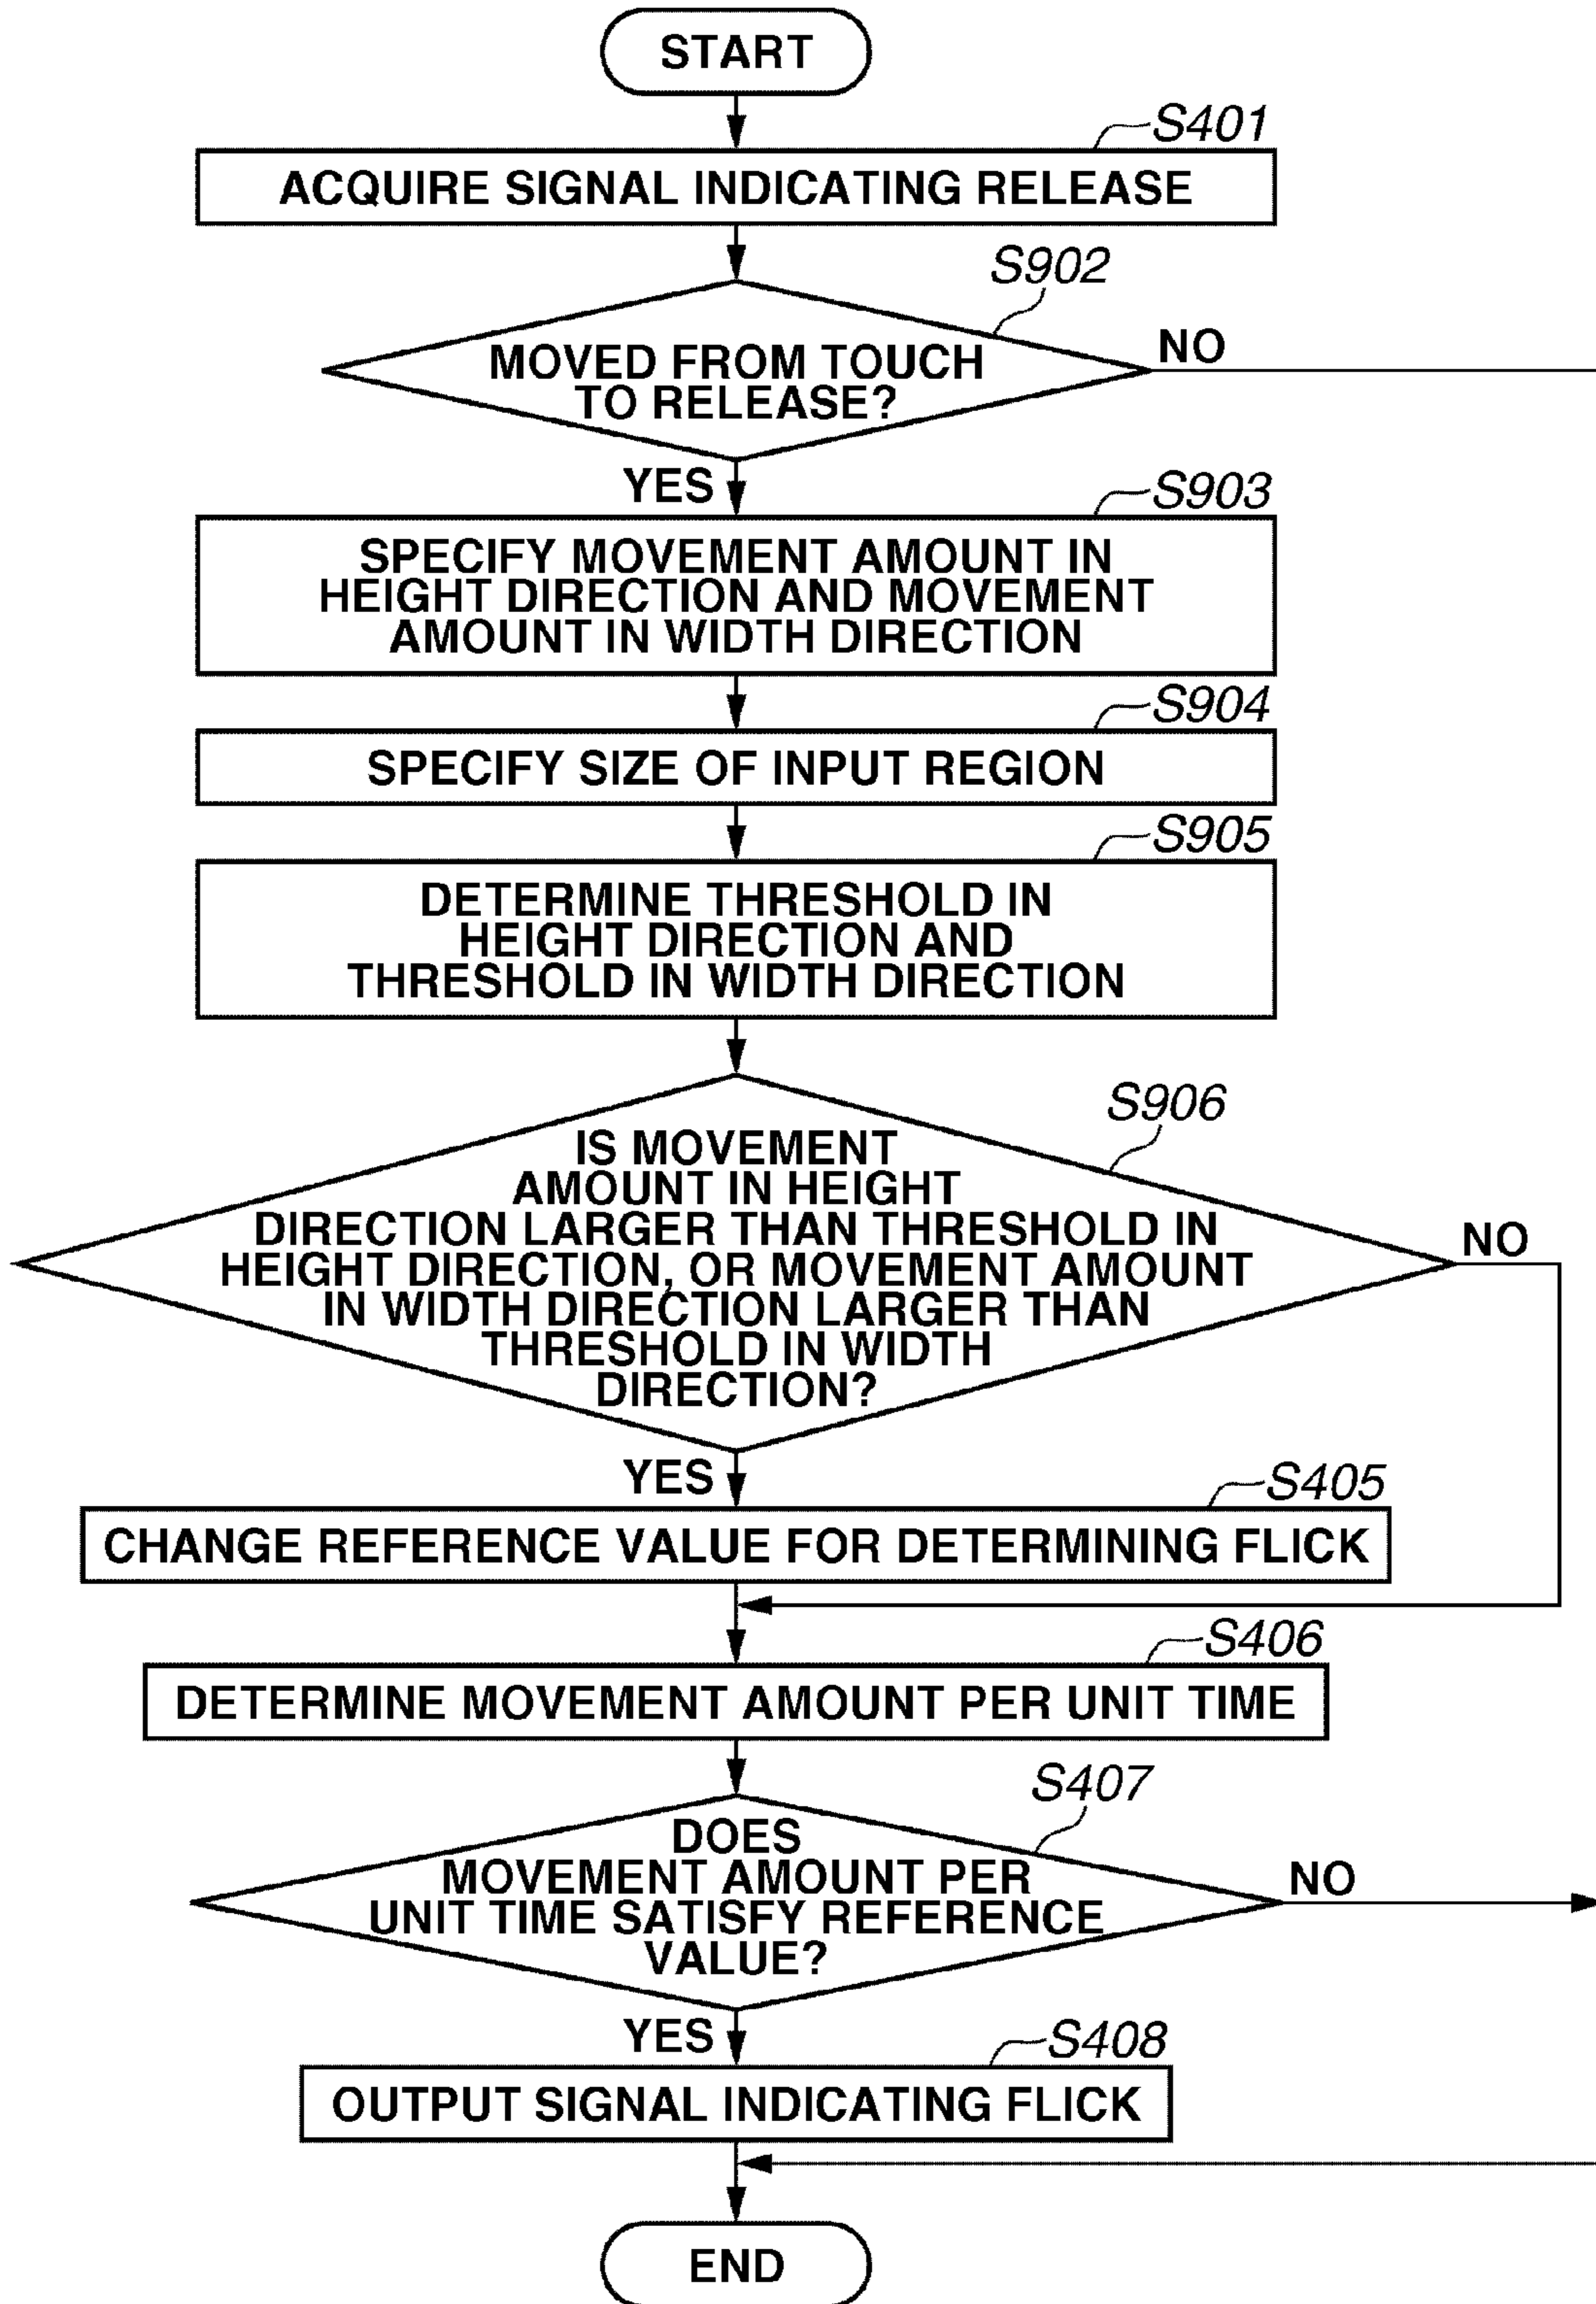 START
S401
ACQUIRE SIGNAL INDICATING RELEASE
S902
MOVED FROM TOUCH
TO RELEASE?
NO
YES
S903
SPECIFY MOVEMENT AMOUNT IN
HEIGHT DIRECTION AND MOVEMENT
AMOUNT IN WIDTH DIRECTION
S904
SPECIFY SIZE OF INPUT REGION
S905
DETERMINE THRESHOLD IN
HEIGHT DIRECTION AND
THRESHOLD IN WIDTH DIRECTION
S906
IS MOVEMENT
AMOUNT IN HEIGHT
DIRECTION LARGER THAN THRESHOLD IN
HEIGHT DIRECTION, OR MOVEMENT AMOUNT
IN WIDTH DIRECTION LARGER THAN
THRESHOLD IN WIDTH
DIRECTION?
NO
YES
S405
CHANGE REFERENCE VALUE FOR DETERMINING FLICK
S406
DETERMINE MOVEMENT AMOUNT PER UNIT TIME
S407
DOES
MOVEMENT AMOUNT PER
UNIT TIME SATISFY REFERENCE
VALUE?
NO
YES
S408
OUTPUT SIGNAL INDICATING FLICK
END